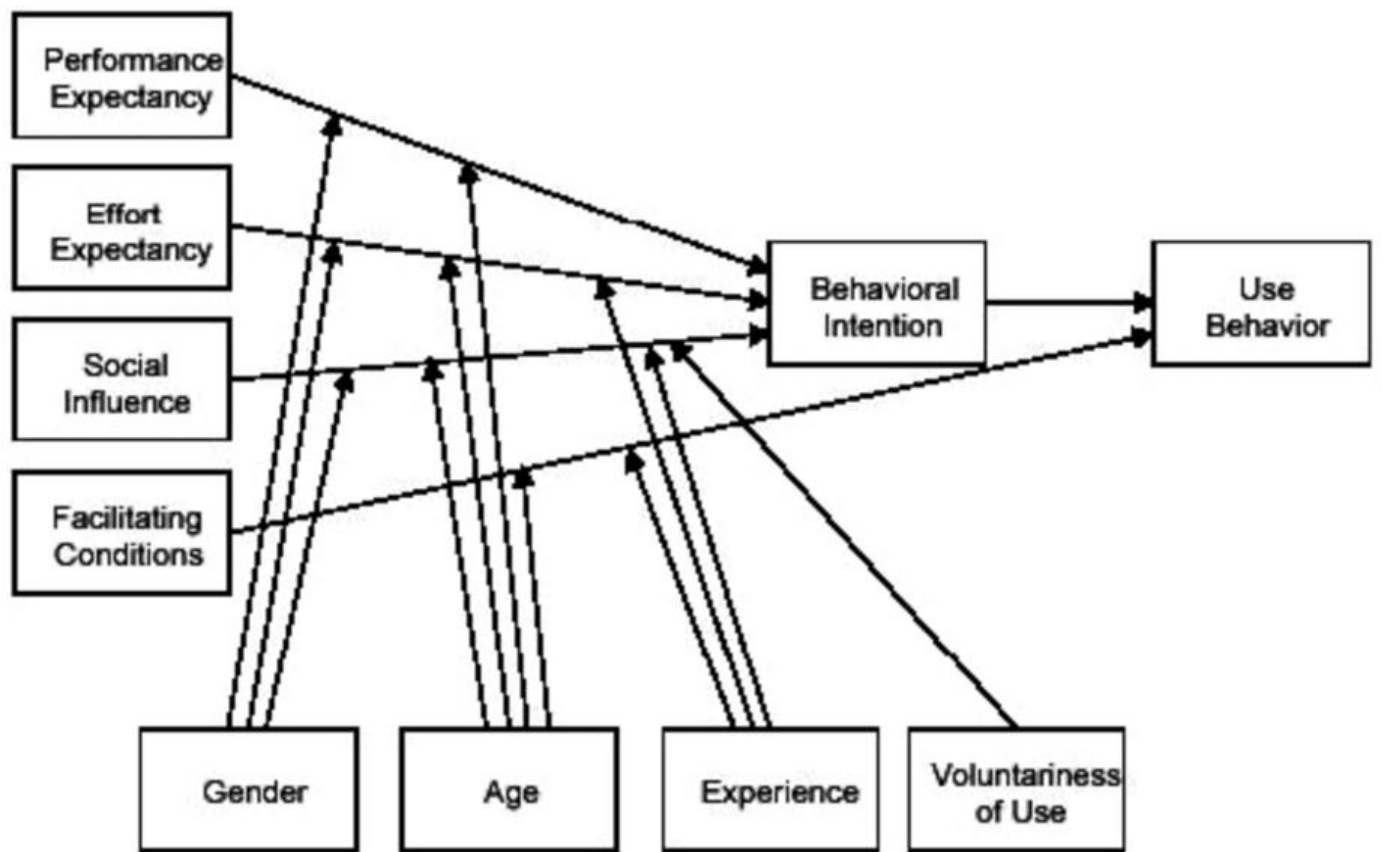 Performance
Expectancy
Effort
Expectancy
Social
Influence
Facilitating
Conditions
Behavioral
Intention
Use
Behavior
Gender
Age
Experience
Voluntariness
of Use